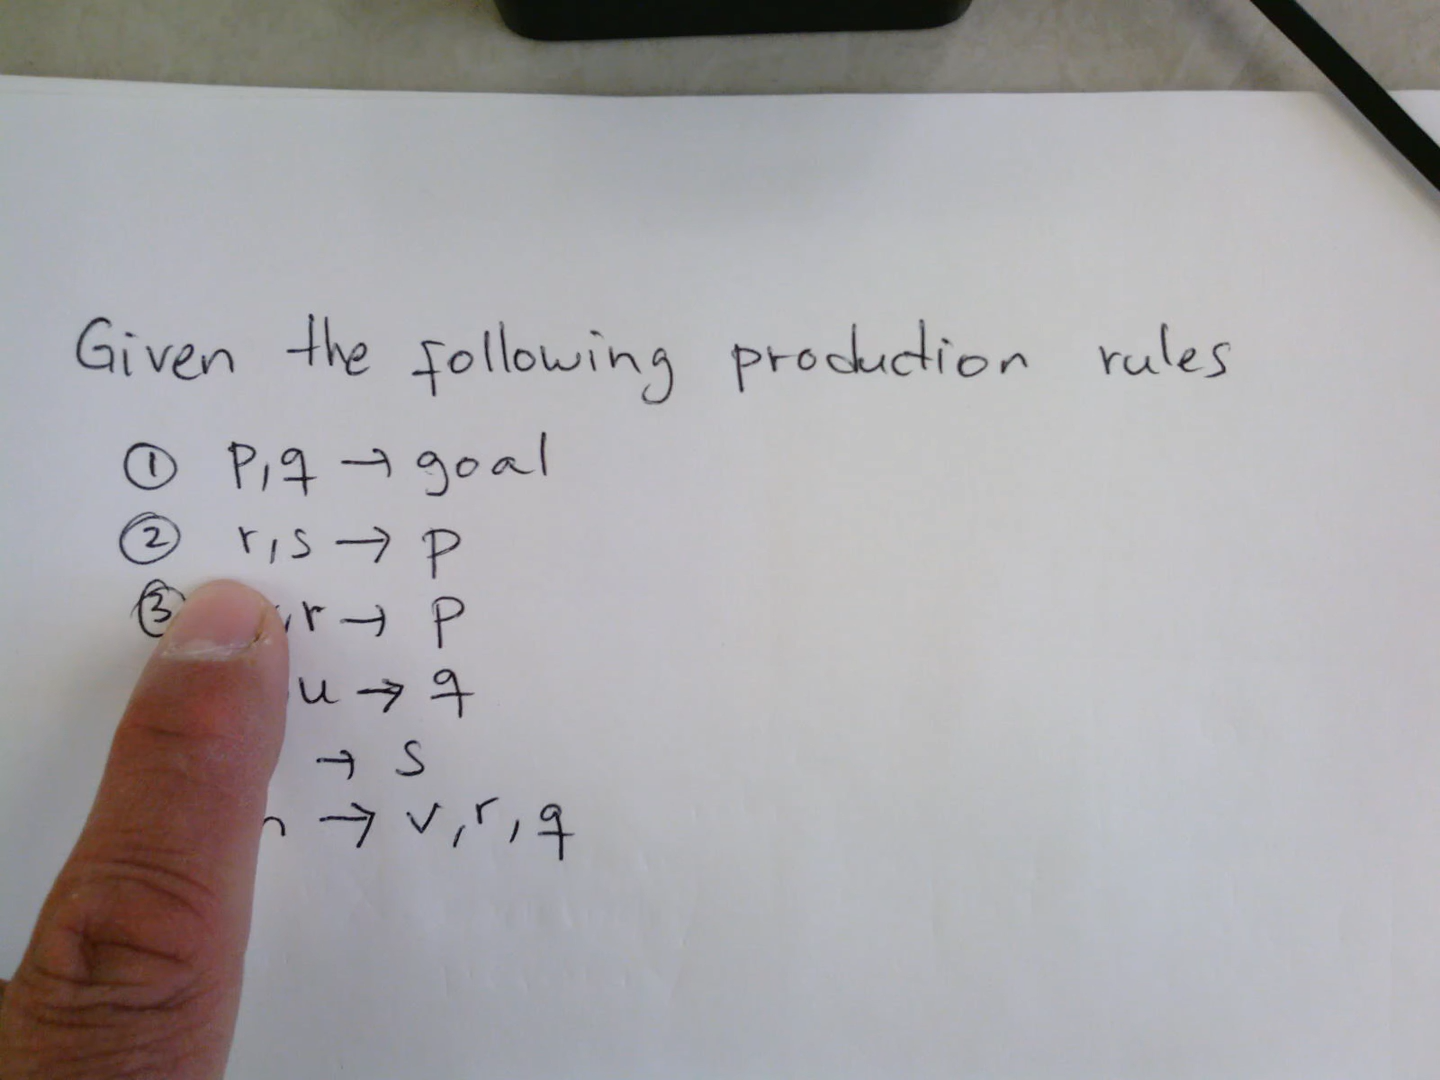 Given the following production rules
① p,q → goal
② r,s → p
③ ,r → p
u → q
→ s
→ v,r,q